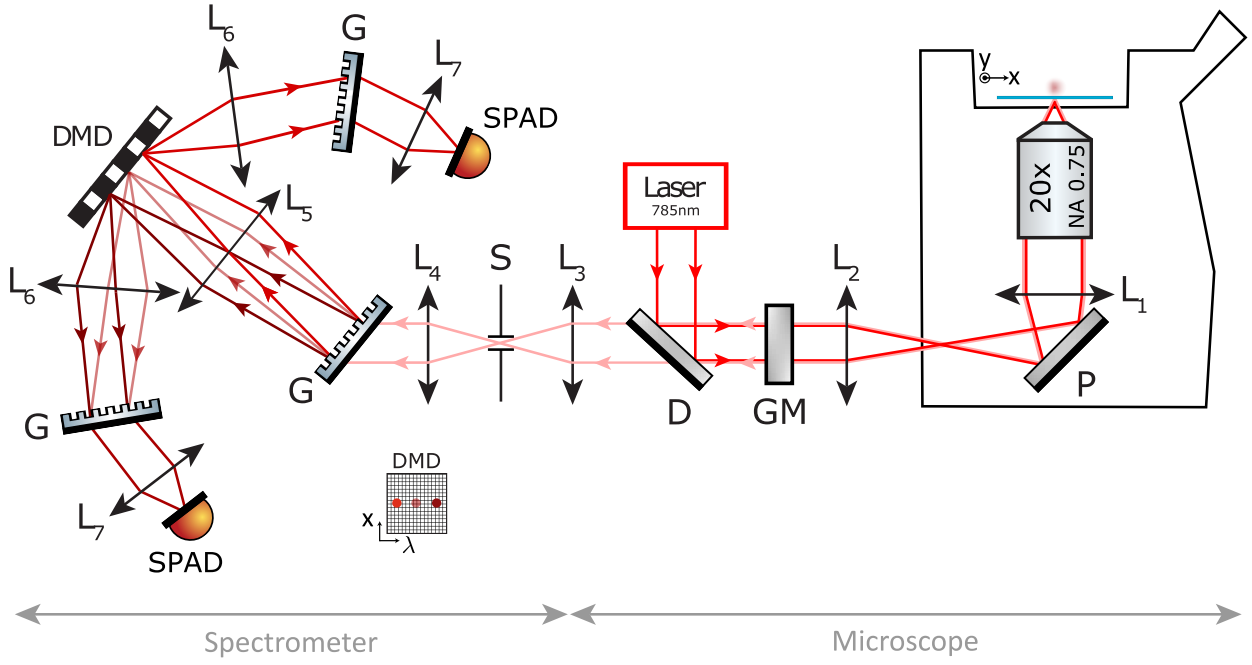 L6
G
L7
SPAD
DMD
L5
L6
G
L7
SPAD
G
L4
S
L3
Laser
785nm
L2
D
GM
y
x
20x
NA 0.75
L1
P
DMD
x
λ
Spectrometer
Microscope